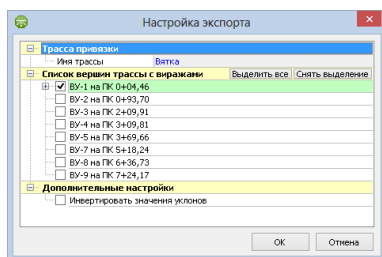 Настройка экспорта
Трасса привязки
Имя трассы Вятка
Список вершин трассы с виражами Выделить все Снять выделение
ВУ-1 на ПК 0+04,46
ВУ-2 на ПК 0+93,70
ВУ-3 на ПК 2+09,91
ВУ-4 на ПК 3+09,81
ВУ-5 на ПК 3+69,66
ВУ-7 на ПК 5+18,24
ВУ-8 на ПК 6+36,73
ВУ-9 на ПК 7+24,17
Дополнительные настройки
Инвертировать значения уклонов
ОК Отмена